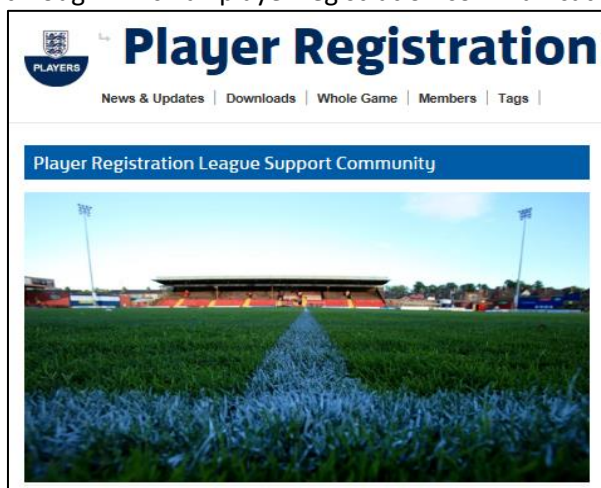 Player Registration
PLAYERS
News & Updates | Downloads | Whole Game | Members | Tags |
Player Registration League Support Community